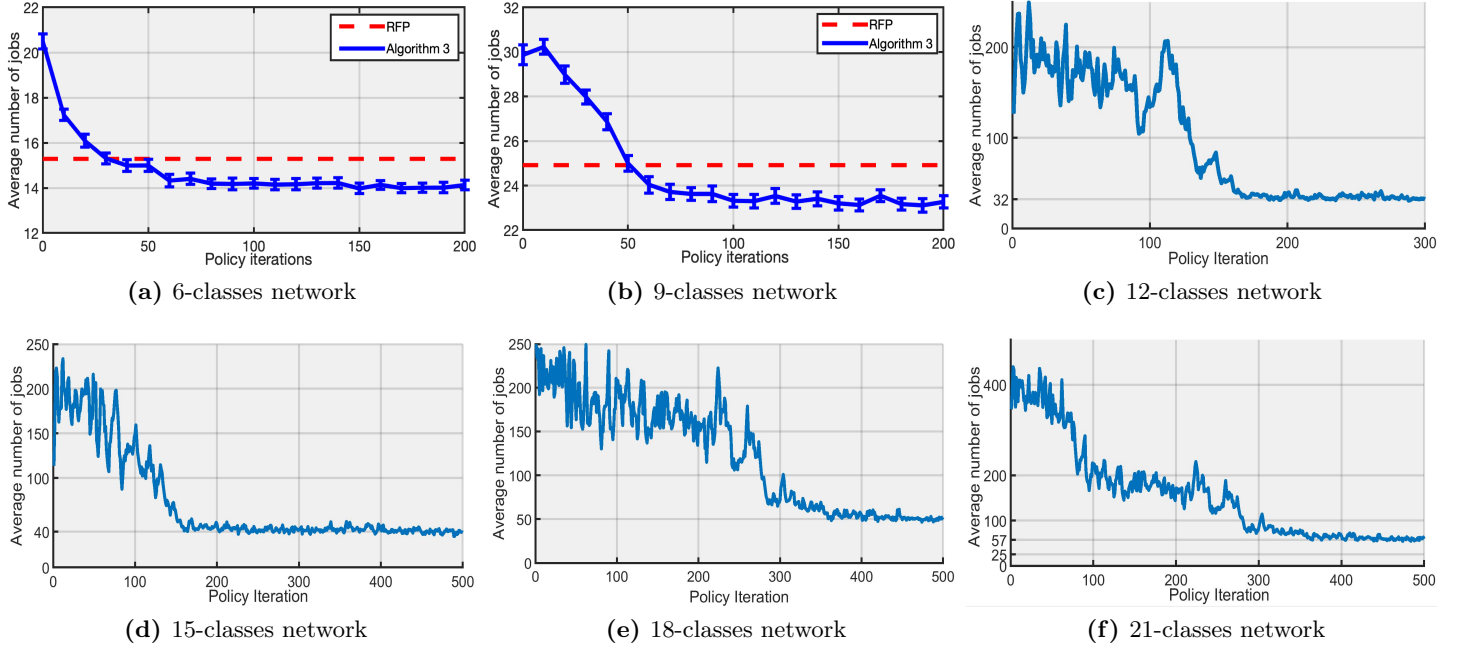 22
20
18
16
14
12
0 50 100 150 200
Average number of jobs
Policy iterations
RFP
Algorithm 3
(a) 6-classes network
32
30
28
26
24
22
0 50 100 150 200
Average number of jobs
Policy iterations
RFP
Algorithm 3
(b) 9-classes network
200
100
32
0
0 100 200 300
Average number of jobs
Policy Iteration
(c) 12-classes network
250
200
150
100
40
0
0 100 200 300 400 500
Average number of jobs
Policy Iteration
(d) 15-classes network
250
200
150
100
50
0
0 100 200 300 400 500
Average number of jobs
Policy Iteration
(e) 18-classes network
400
200
100
57
25
0
0 100 200 300 400 500
Average number of jobs
Policy Iteration
(f) 21-classes network